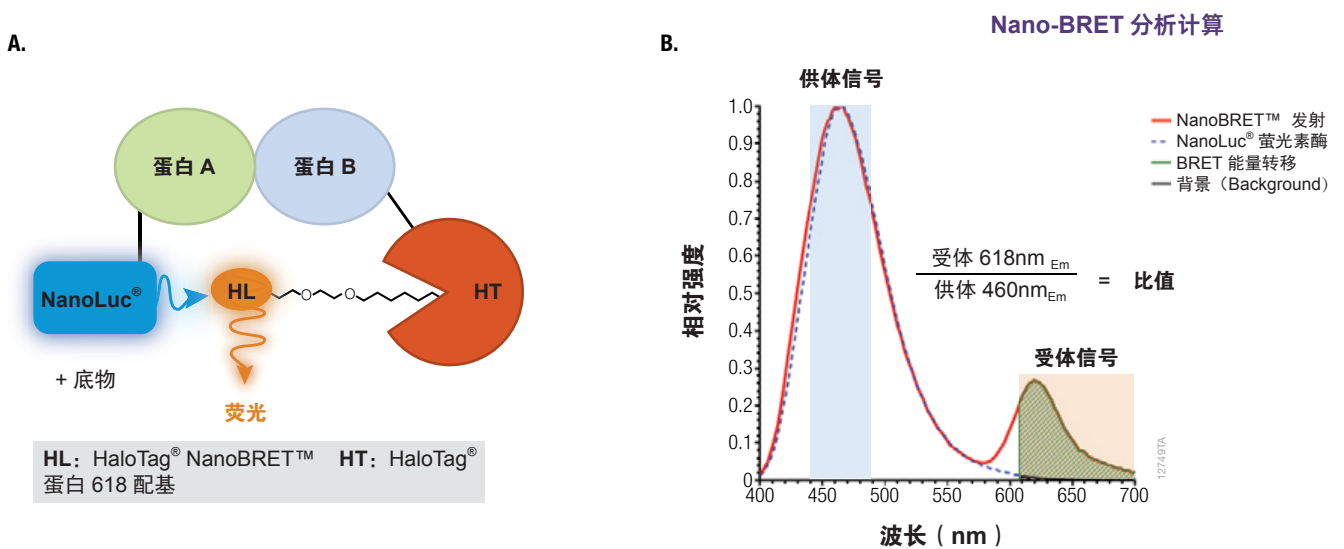 A.
蛋白 A
蛋白 B
NanoLuc®
HL
HT
+ 底物
荧光
HL：HaloTag® NanoBRET™ HT：HaloTag®
蛋白 618 配基
Nano-BRET 分析计算
B.
供体信号
NanoBRET™ 发射
NanoLuc® 萤光素酶
BRET 能量转移
背景（Background）
相对强度
1.0
0.9
0.8
0.7
0.6
0.5
0.4
0.3
0.2
0.1
0
受体 618nm Em
供体 460nm Em
= 比值
受体信号
12749TA
400 450 500 600 650 700
波长（nm）